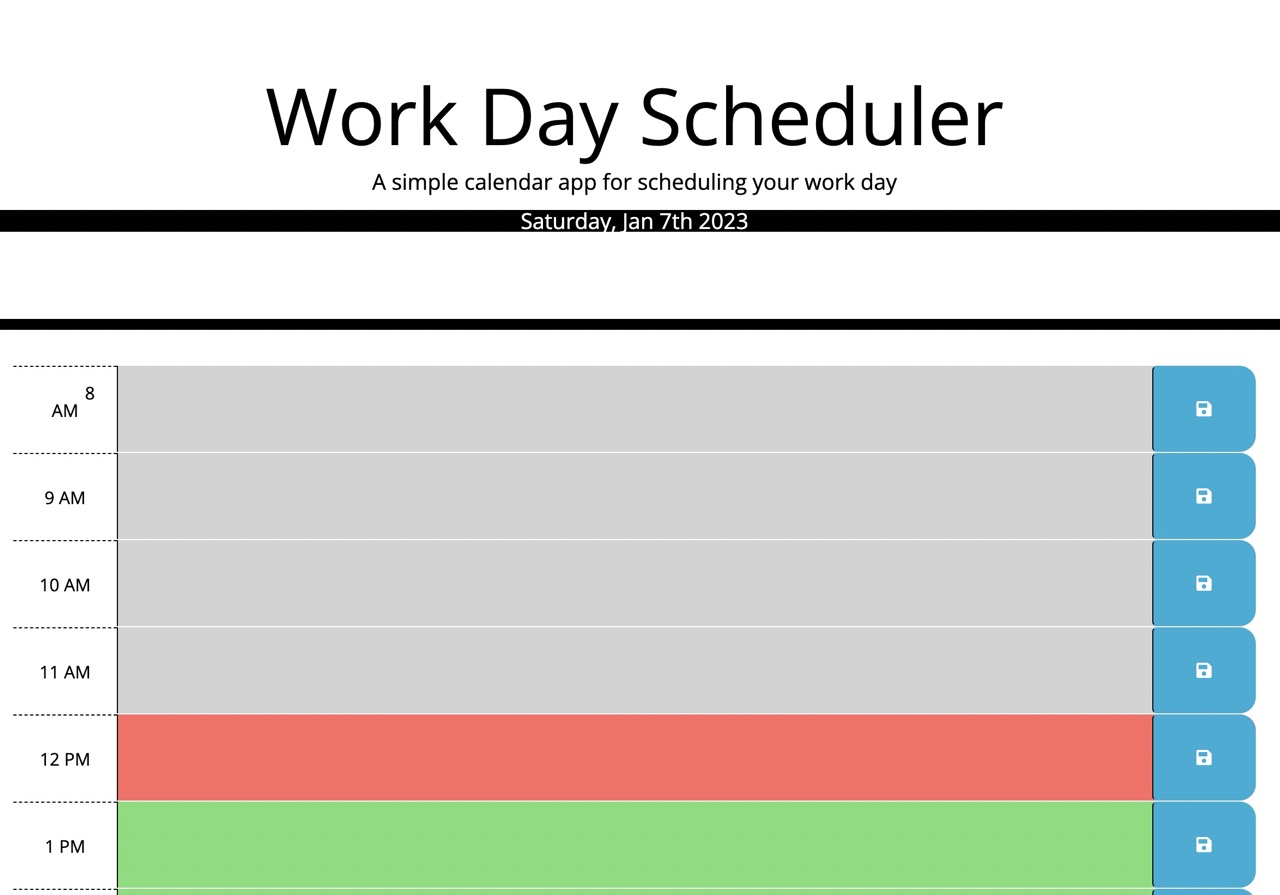 Work Day Scheduler
A simple calendar app for scheduling your work day
Saturday, Jan 7th 2023
8
AM
9 AM
10 AM
11 AM
12 PM
1 PM